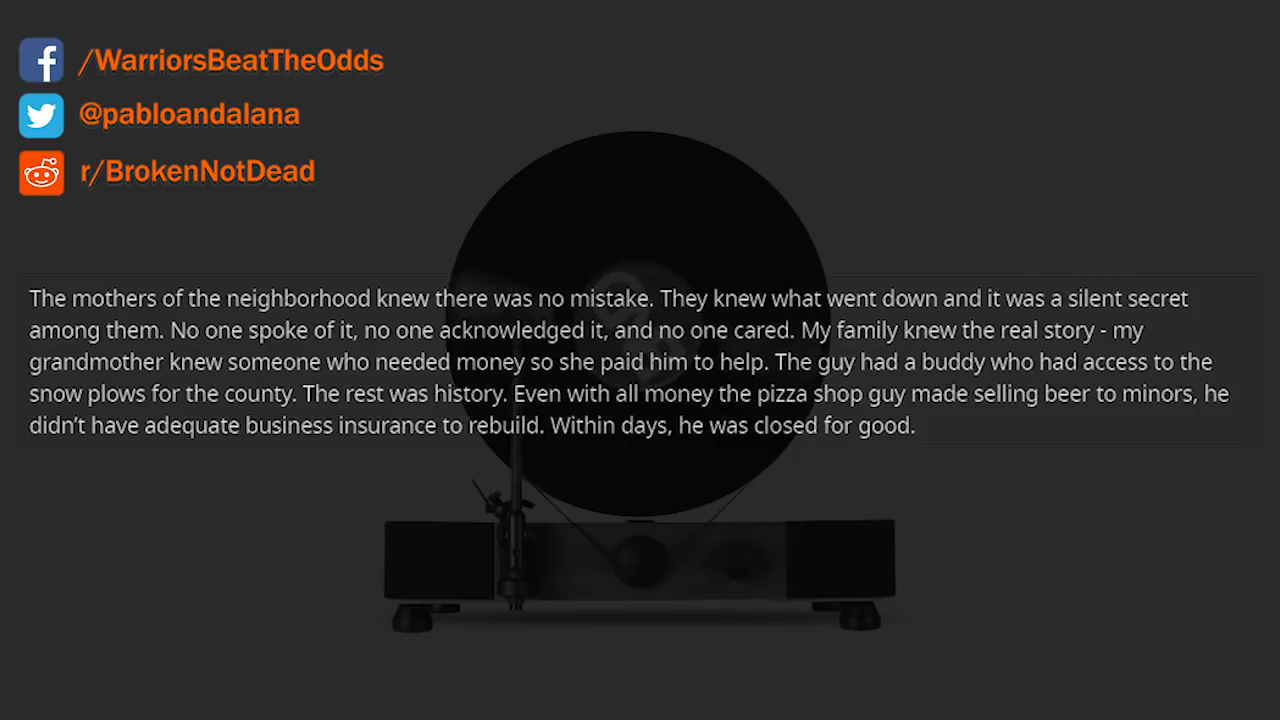 /WarriorsBeatTheOdds
@pabloandalana
r/BrokenNotDead
The mothers of the neighborhood knew there was no mistake. They knew what went down and it was a silent secret
among them. No one spoke of it, no one acknowledged it, and no one cared. My family knew the real story - my
grandmother knew someone who needed money so she paid him to help. The guy had a buddy who had access to the
snow plows for the county. The rest was history. Even with all money the pizza shop guy made selling beer to minors, he
didn’t have adequate business insurance to rebuild. Within days, he was closed for good.